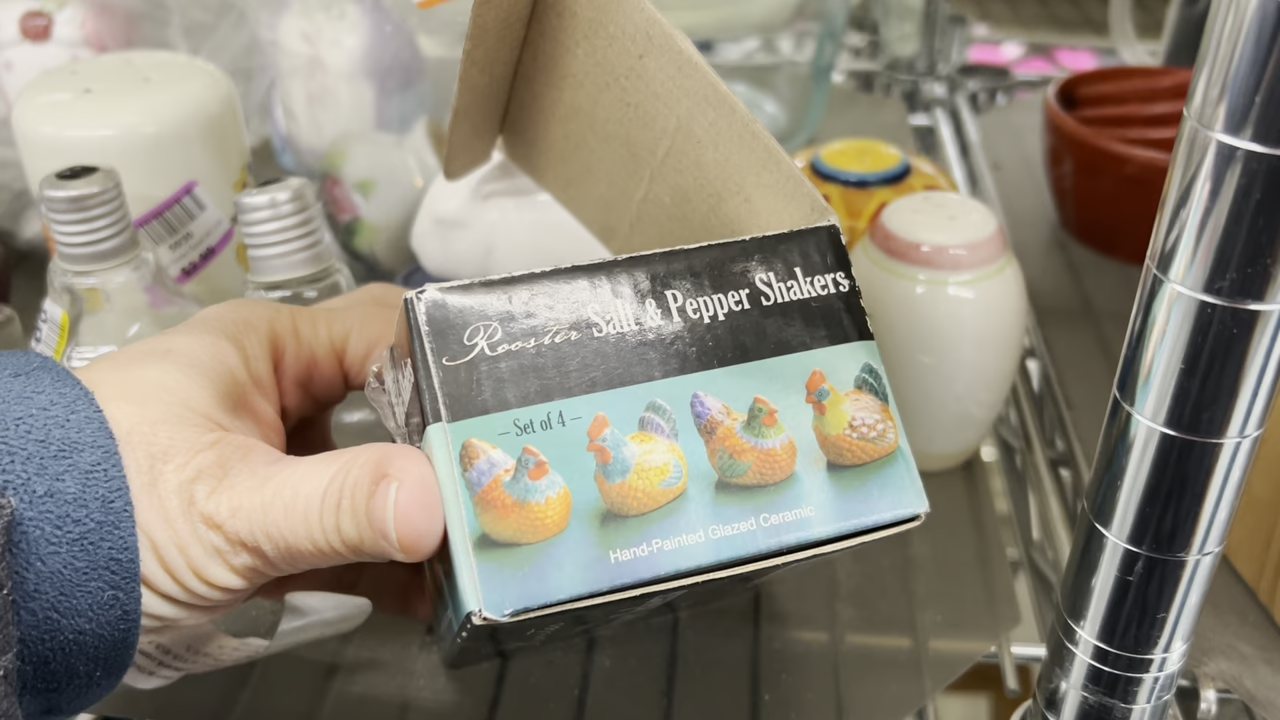 Rooster Salt & Pepper Shakers
– Set of 4 –
Hand-Painted Glazed Ceramic